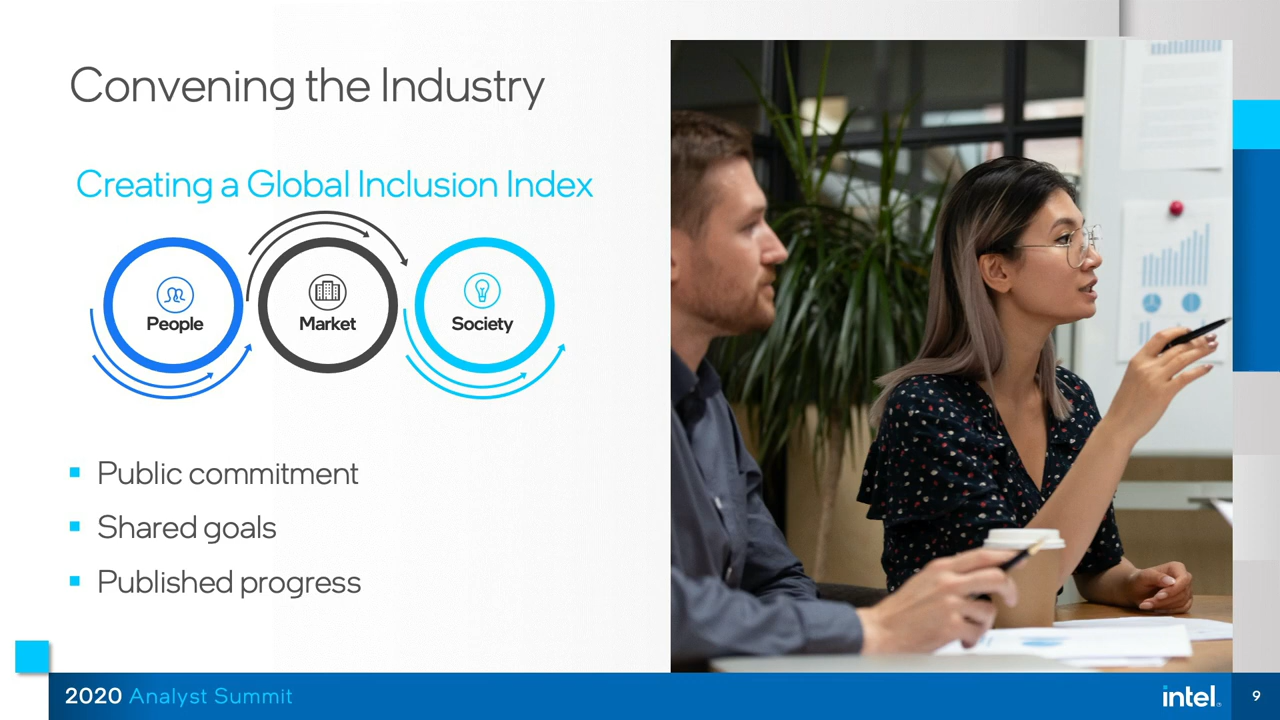 Convening the Industry
Creating a Global Inclusion Index
People
Market
Society
Public commitment
Shared goals
Published progress
2020 Analyst Summit
intel.
9